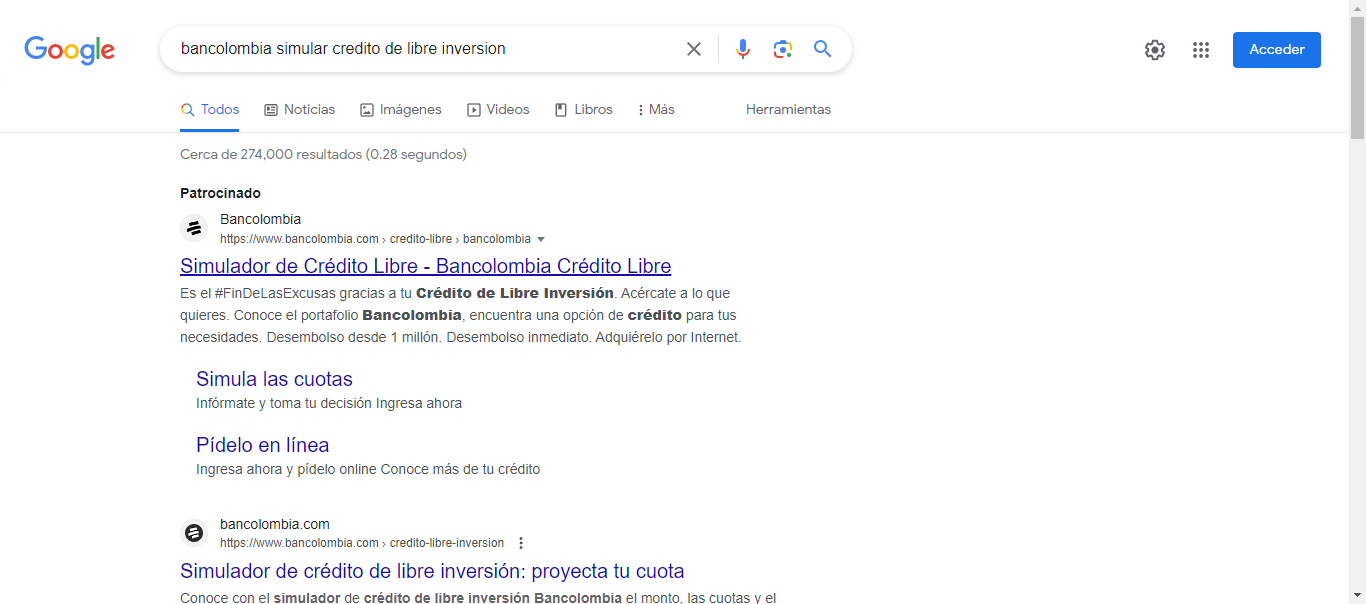 Google
bancolombia simular credito de libre inversion
Acceder
Todos
Noticias
Imágenes
Videos
Libros
Más
Herramientas
Cerca de 274,000 resultados (0.28 segundos)
Patrocinado
Bancolombia
https://www.bancolombia.com › credito-libre › bancolombia
Simulador de Crédito Libre - Bancolombia Crédito Libre
Es el #FinDeLasExcusas gracias a tu Crédito de Libre Inversión. Acércate a lo que
quieres. Conoce el portafolio Bancolombia, encuentra una opción de crédito para tus
necesidades. Desembolso desde 1 millón. Desembolso inmediato. Adquiérelo por Internet.
Simula las cuotas
Infórmate y toma tu decisión Ingresa ahora
Pídelo en línea
Ingresa ahora y pídelo online Conoce más de tu crédito
bancolombia.com
https://www.bancolombia.com › credito-libre-inversion
Simulador de crédito de libre inversión: proyecta tu cuota
Conoce con el simulador de crédito de libre inversión Bancolombia el monto, las cuotas y el